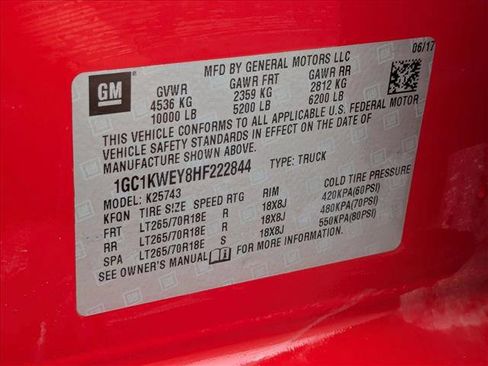 MFD BY GENERAL MOTORS LLC 06/17
GM
GVWR GAWR FRT GAWR RR
4536 KG 2359 KG 2812 KG
10000 LB 5200 LB 6200 LB
THIS VEHICLE CONFORMS TO ALL APPLICABLE U.S. FEDERAL MOTOR
VEHICLE SAFETY STANDARDS IN EFFECT ON THE DATE OF
MANUFACTURE SHOWN ABOVE.
1GC1KWEY8HF222844 TYPE: TRUCK
MODEL: K25743
KFQN TIRE SIZE SPEED RTG RIM COLD TIRE PRESSURE
FRT LT265/70R18E R 18X8J 420KPA(60PSI)
RR LT265/70R18E R 18X8J 480KPA(70PSI)
SPA LT265/70R18E S 18X8J 550KPA(80PSI)
SEE OWNER'S MANUAL FOR MORE INFORMATION.